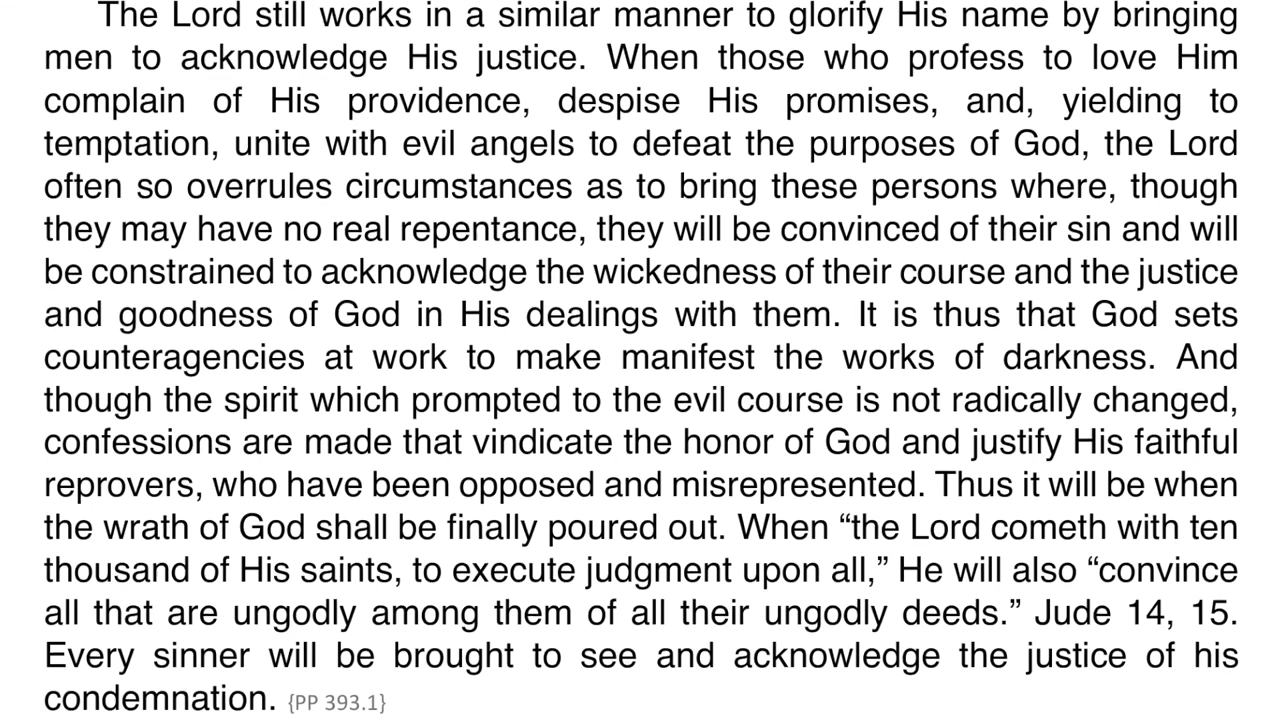 The Lord still works in a similar manner to glorify His name by bringing
men to acknowledge His justice. When those who profess to love Him
complain of His providence, despise His promises, and, yielding to
temptation, unite with evil angels to defeat the purposes of God, the Lord
often so overrules circumstances as to bring these persons where, though
they may have no real repentance, they will be convinced of their sin and will
be constrained to acknowledge the wickedness of their course and the justice
and goodness of God in His dealings with them. It is thus that God sets
counteragencies at work to make manifest the works of darkness. And
though the spirit which prompted to the evil course is not radically changed,
confessions are made that vindicate the honor of God and justify His faithful
reprovers, who have been opposed and misrepresented. Thus it will be when
the wrath of God shall be finally poured out. When “the Lord cometh with ten
thousand of His saints, to execute judgment upon all,” He will also “convince
all that are ungodly among them of all their ungodly deeds.” Jude 14, 15.
Every sinner will be brought to see and acknowledge the justice of his
condemnation. {PP 393.1}